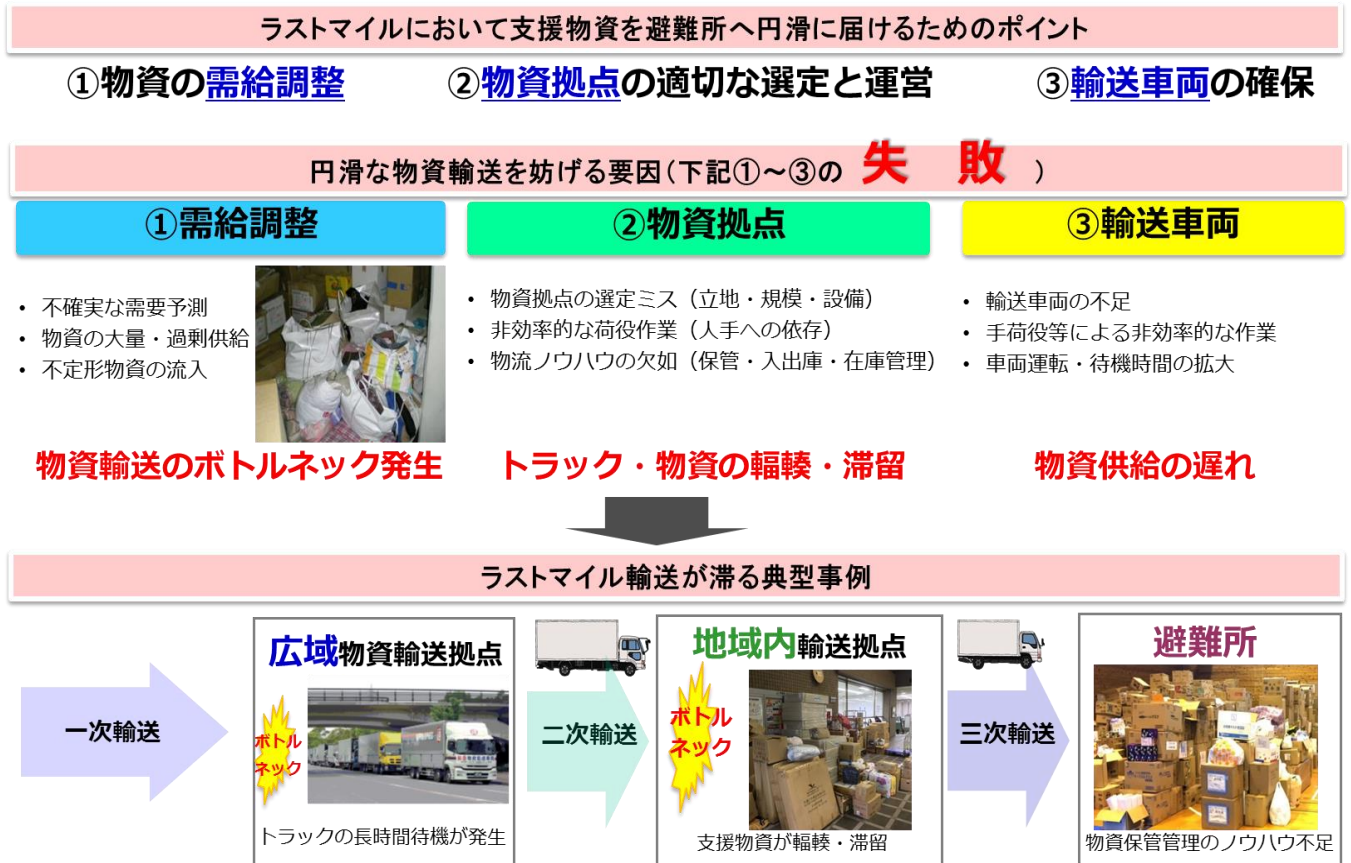 ラストマイルにおいて支援物資を避難所へ円滑に届けるためのポイント
①物資の需給調整
②物資拠点の適切な選定と運営
③輸送車両の確保
円滑な物資輸送を妨げる要因(下記①～③の 失 敗 )
①需給調整
・ 不確実な需要予測
・ 物資の大量・過剰供給
・ 不定形物資の流入
物資輸送のボトルネック発生
②物資拠点
・ 物資拠点の選定ミス（立地・規模・設備）
・ 非効率的な荷役作業（人手への依存）
・ 物流ノウハウの欠如（保管・入出庫・在庫管理）
トラック・物資の輻輳・滞留
③輸送車両
・ 輸送車両の不足
・ 手荷役等による非効率的な作業
・ 車両運転・待機時間の拡大
物資供給の遅れ
ラストマイル輸送が滞る典型事例
一次輸送
広域物資輸送拠点
ボトル
ネック
トラックの長時間待機が発生
二次輸送
地域内輸送拠点
ボトル
ネック
支援物資が輻輳・滞留
三次輸送
避難所
物資保管管理のノウハウ不足